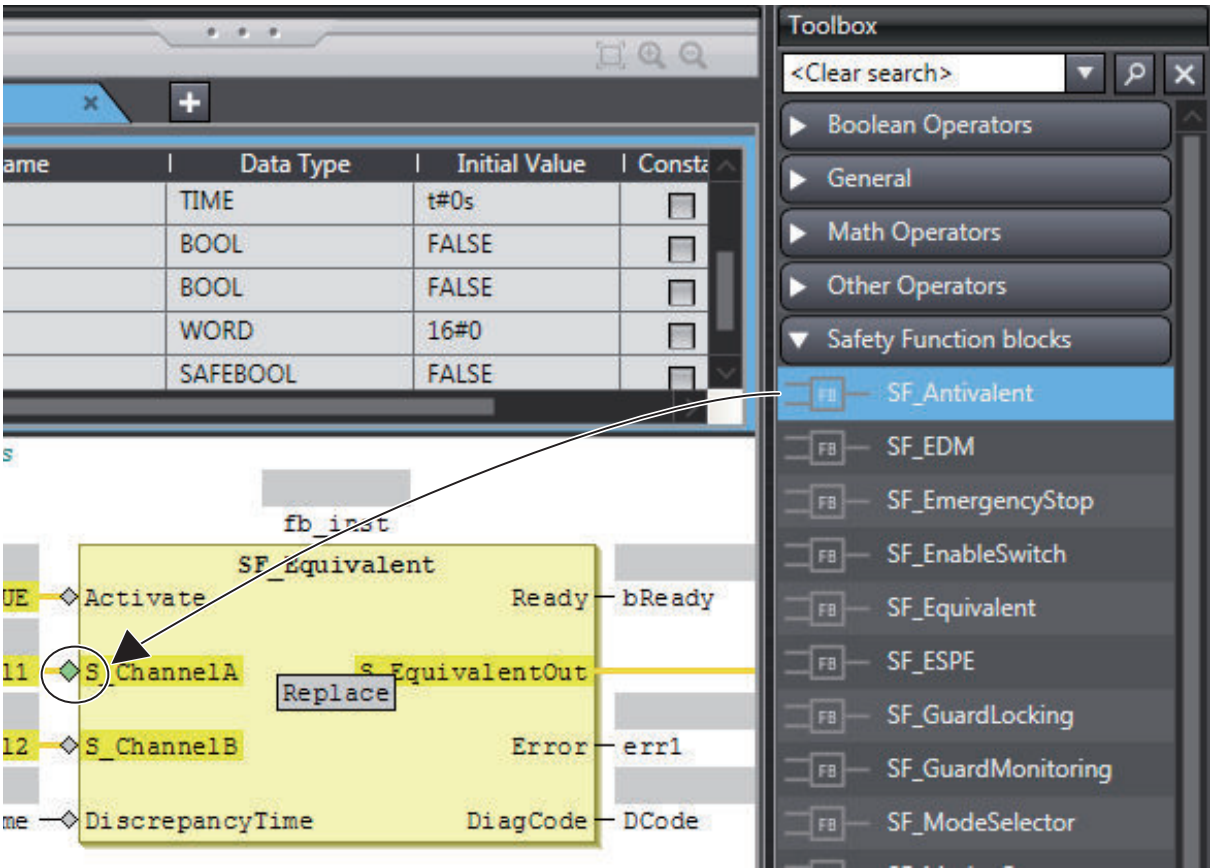 Toolbox
<Clear search>
Boolean Operators
General
Math Operators
Other Operators
Safety Function blocks
SF_Antivalent
SF_EDM
SF_EmergencyStop
SF_EnableSwitch
SF_Equivalent
SF_ESPE
SF_GuardLocking
SF_GuardMonitoring
SF_ModeSelector
ame Data Type Initial Value Consta
TIME t#0s
BOOL FALSE
BOOL FALSE
WORD 16#0
SAFEBOOL FALSE
s
fb_inst
SF_Equivalent
UE Activate Ready bReady
l1 S_ChannelA S_EquivalentOut
Replace
l2 S_ChannelB Error err1
me DiscrepancyTime DiagCode DCode